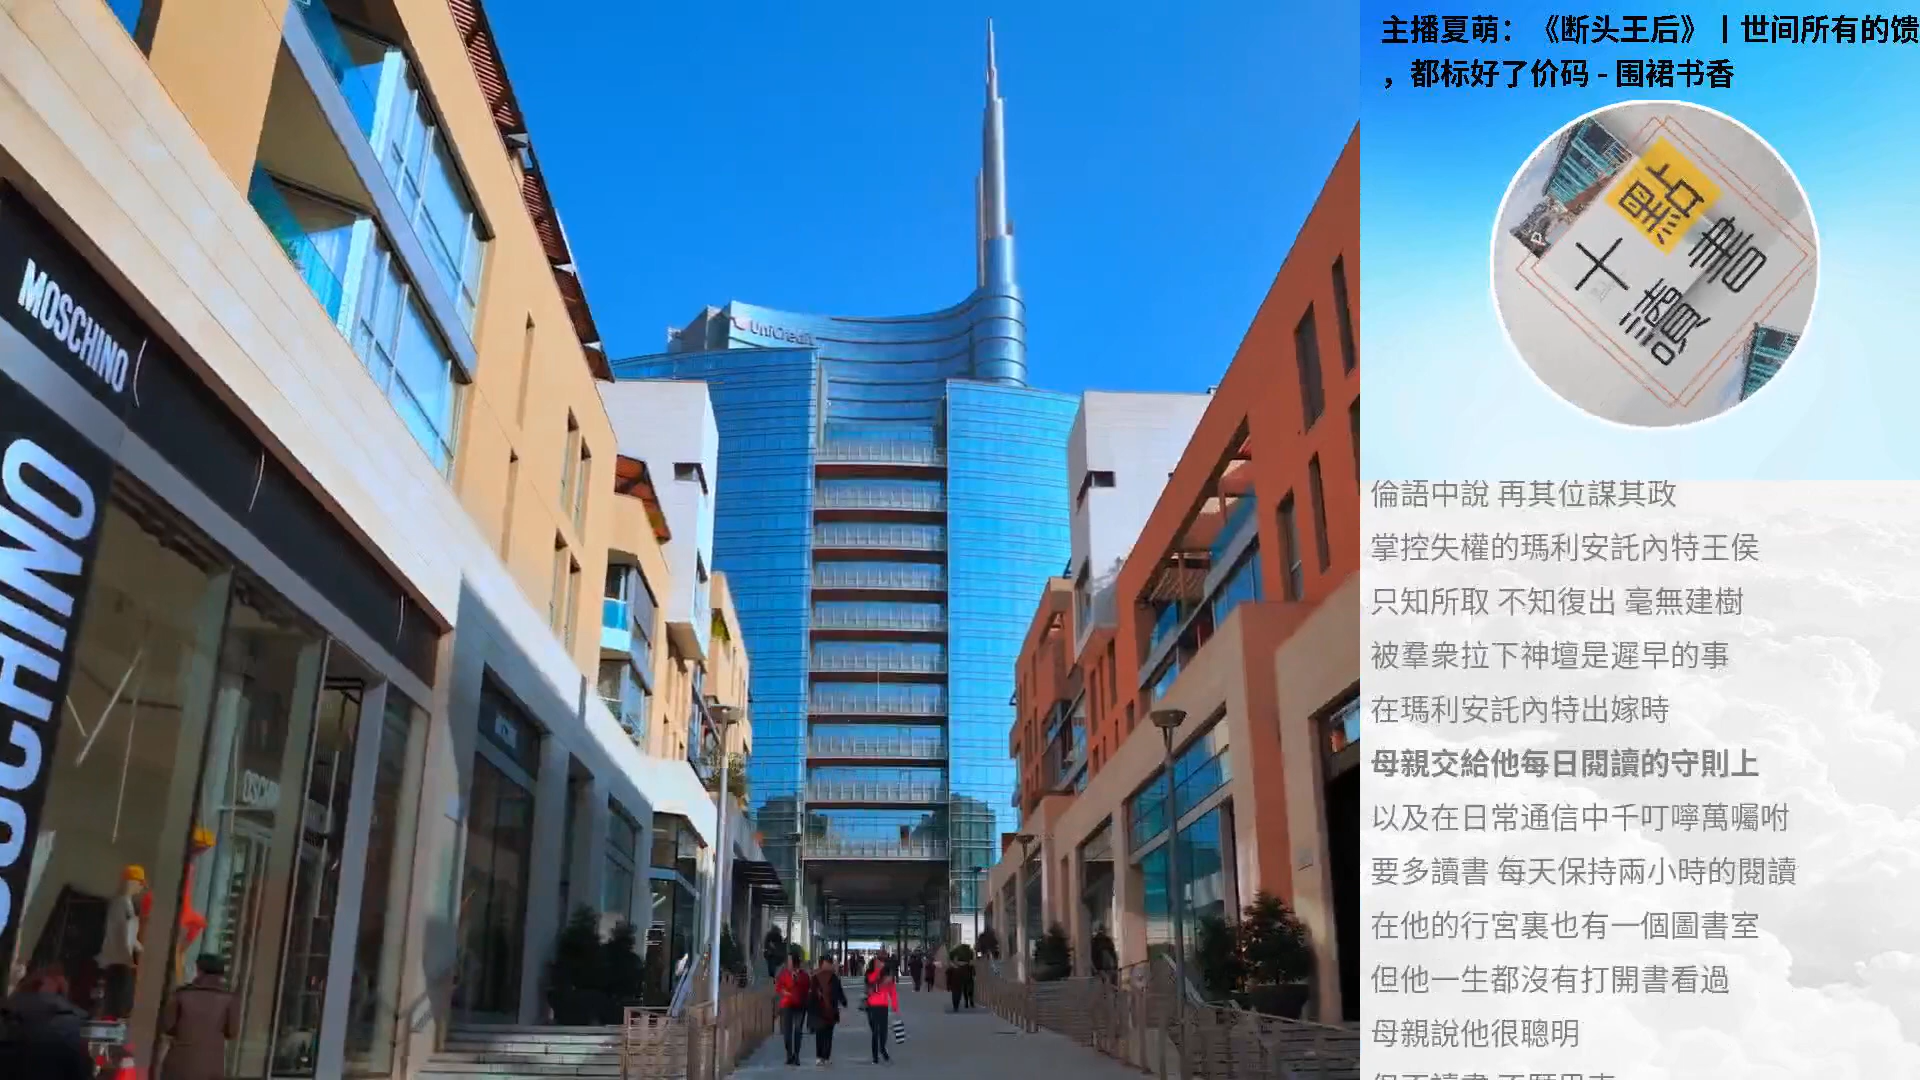 主播夏萌：《断头王后》丨世间所有的馈
，都标好了价码 - 围裙书香
點書
十讀
MOSCHINO
MOSCHINO
UniCredit
倫語中說 再其位謀其政
掌控失權的瑪利安託內特王侯
只知所取 不知復出 毫無建樹
被羣衆拉下神壇是遲早的事
在瑪利安託內特出嫁時
母親交給他每日閱讀的守則上
以及在日常通信中千叮嚀萬囑咐
要多讀書 每天保持兩小時的閱讀
在他的行宮裏也有一個圖書室
但他一生都沒有打開書看過
母親說他很聰明